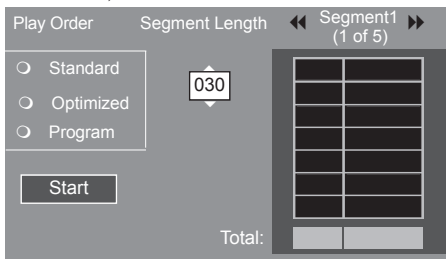 Play Order
Segment Length
Segment1
(1 of 5)
Standard
Optimized
Program
030
Start
Total: